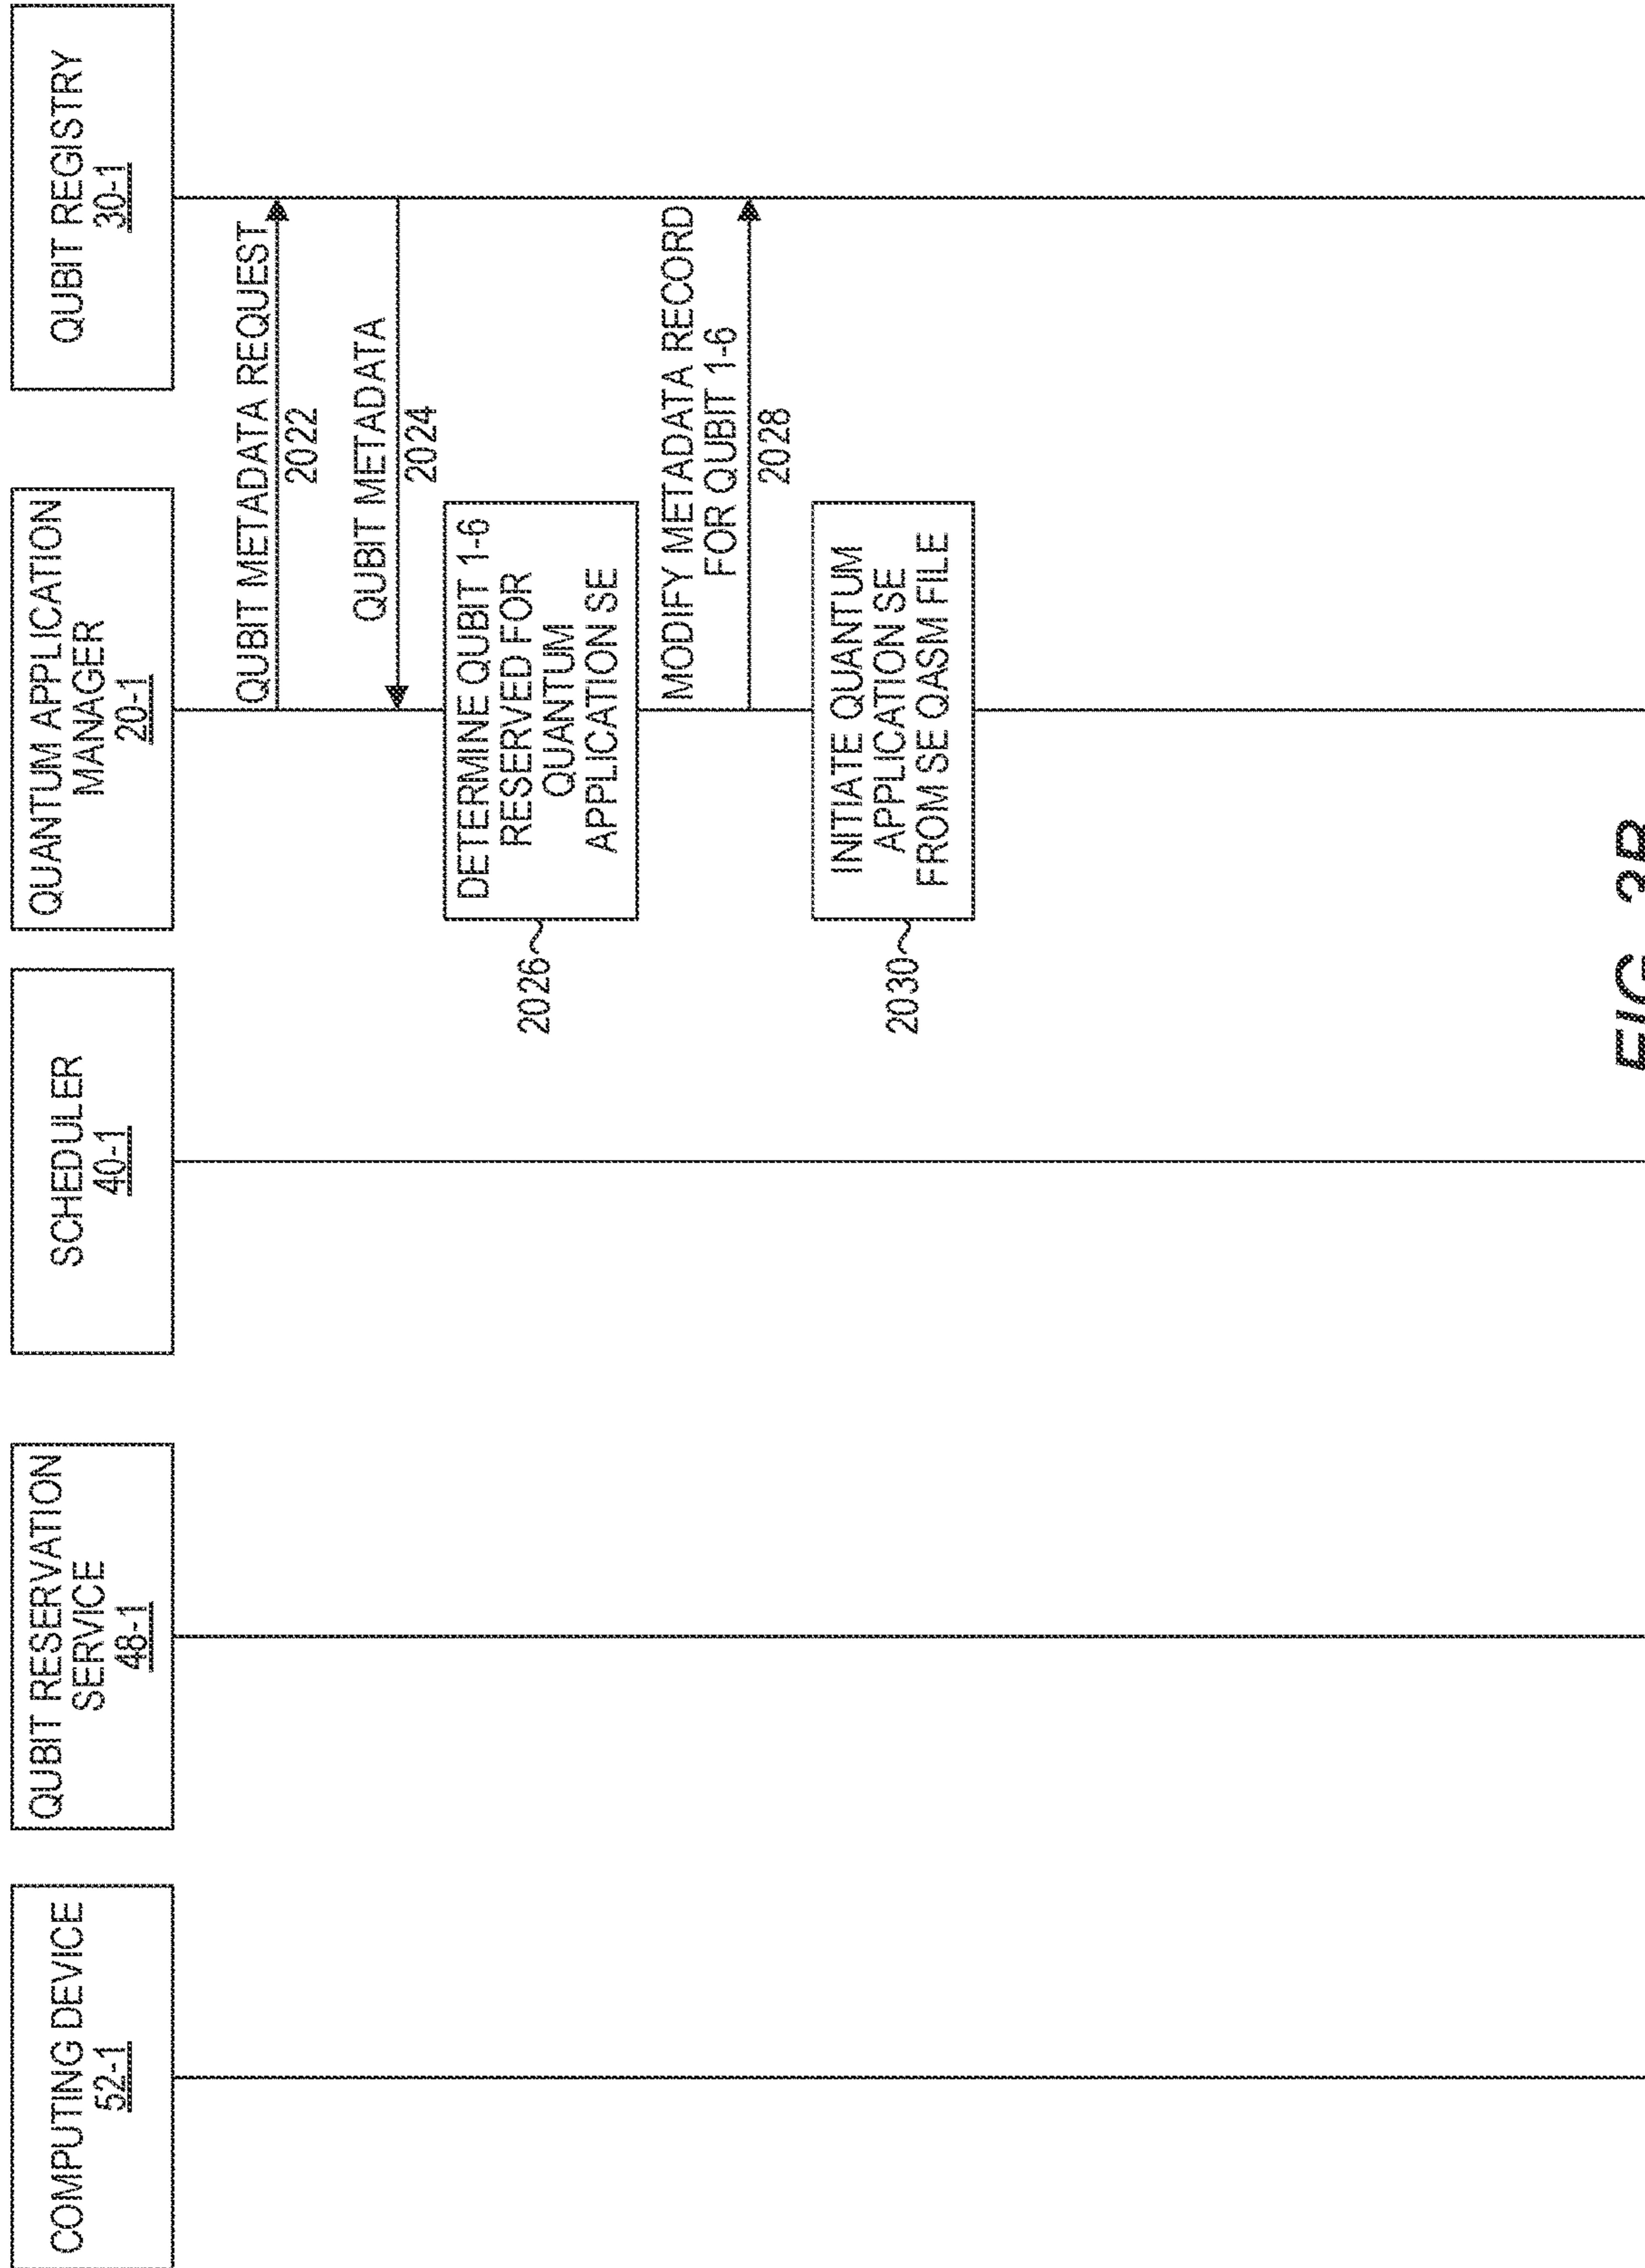 COMPUTING DEVICE
52-1
QUBIT RESERVATION
SERVICE
48-1
SCHEDULER
40-1
QUANTUM APPLICATION
MANAGER
20-1
QUBIT REGISTRY
30-1
QUBIT METADATA REQUEST
2022
QUBIT METADATA
2024
DETERMINE QUBIT 1-6
RESERVED FOR
QUANTUM
APPLICATION SE
2026
MODIFY METADATA RECORD
FOR QUBIT 1-6
2028
INITIATE QUANTUM
APPLICATION SE
FROM SE QASM FILE
2030
FIG